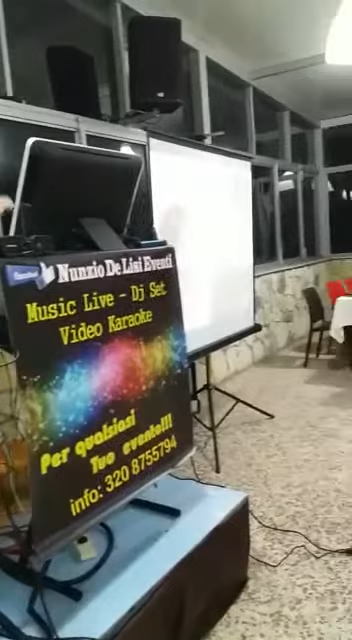 Nunzio De Lisi Eventi
Music Live - Dj Set
Video Karaoke
Per qualsiasi
Tuo evento!!!
info: 320 8755794